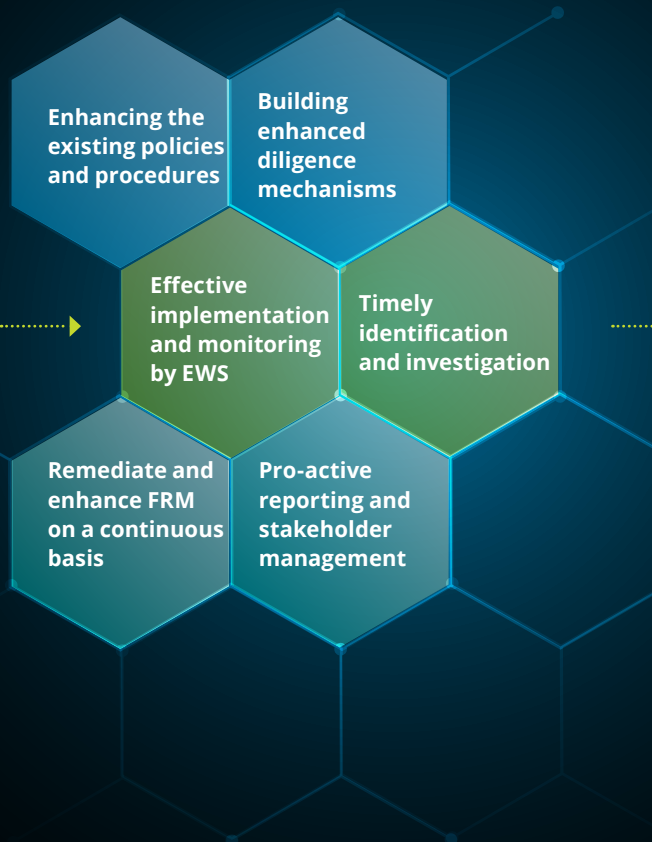 Enhancing the
existing policies
and procedures
Building
enhanced
diligence
mechanisms
Effective
implementation
and monitoring
by EWS
Timely
identification
and investigation
Remediate and
enhance FRM
on a continuous
basis
Pro-active
reporting and
stakeholder
management